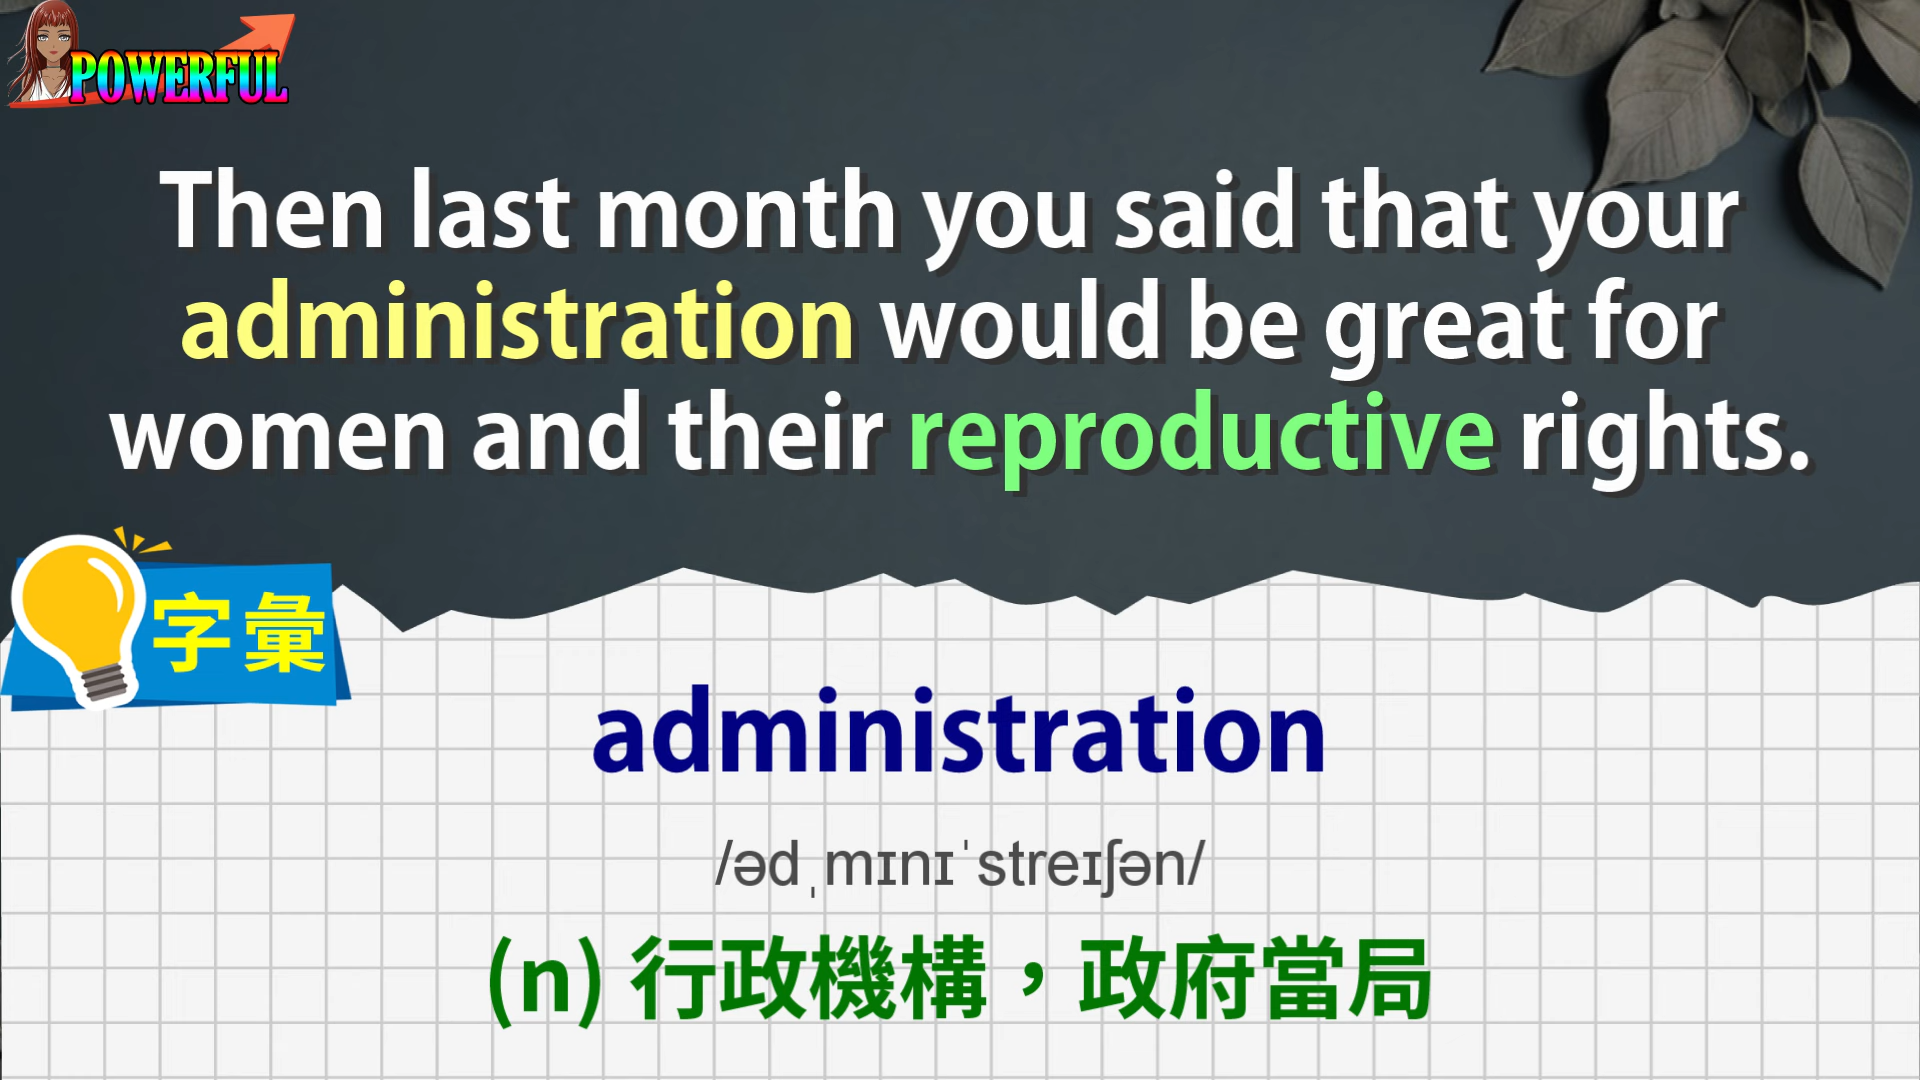 POWERFUL
Then last month you said that your
administration would be great for
women and their reproductive rights.
字彙
administration
/ədˌmɪnɪˈstreɪʃən/
(n) 行政機構，政府當局